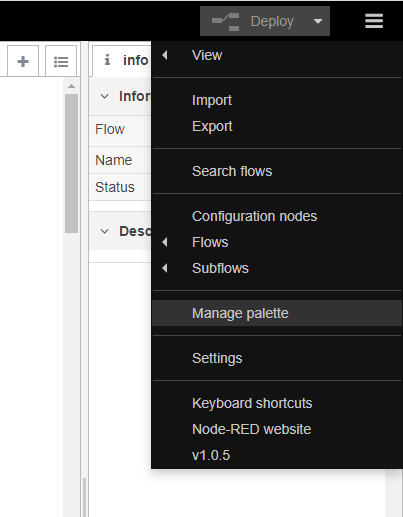 Deploy
info
View
Infor
Import
Flow
Export
Name
Search flows
Status
Configuration nodes
Desc
Flows
Subflows
Manage palette
Settings
Keyboard shortcuts
Node-RED website
v1.0.5